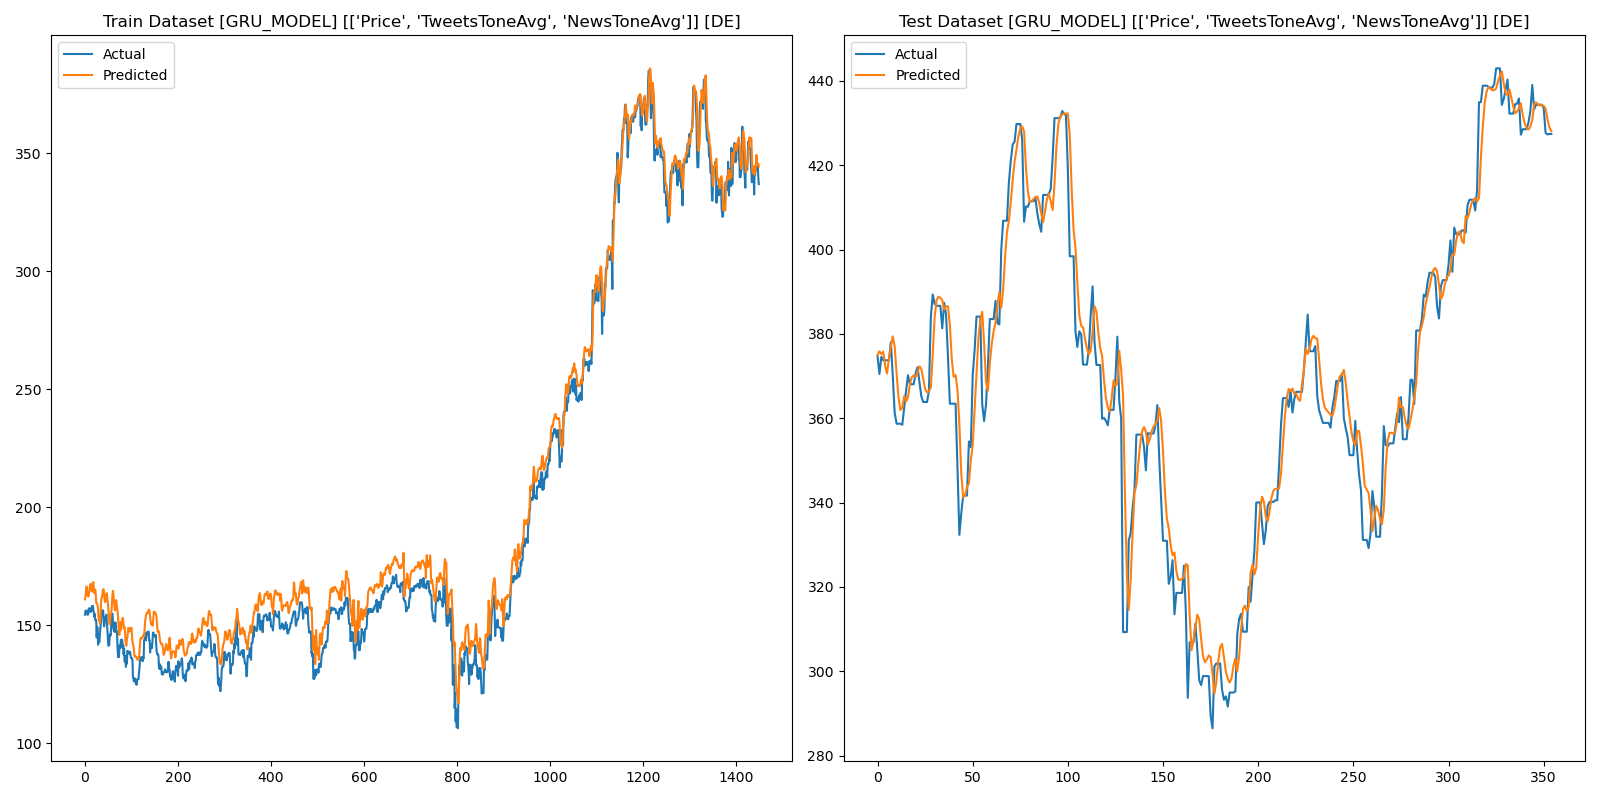 Train Dataset [GRU_MODEL] [['Price', 'TweetsToneAvg', 'NewsToneAvg']] [DE]
Actual
Predicted
350
300
250
200
150
100
0 200 400 600 800 1000 1200 1400
Test Dataset [GRU_MODEL] [['Price', 'TweetsToneAvg', 'NewsToneAvg']] [DE]
Actual
Predicted
440
420
400
380
360
340
320
300
280
0 50 100 150 200 250 300 350